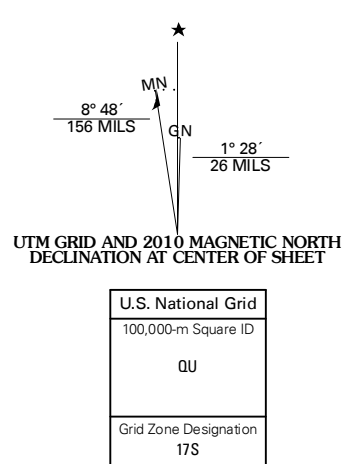 MN
8° 48´
156 MILS
GN
1° 28´
26 MILS
UTM GRID AND 2010 MAGNETIC NORTH
DECLINATION AT CENTER OF SHEET
U.S. National Grid
100,000-m Square ID
QU
Grid Zone Designation
17S